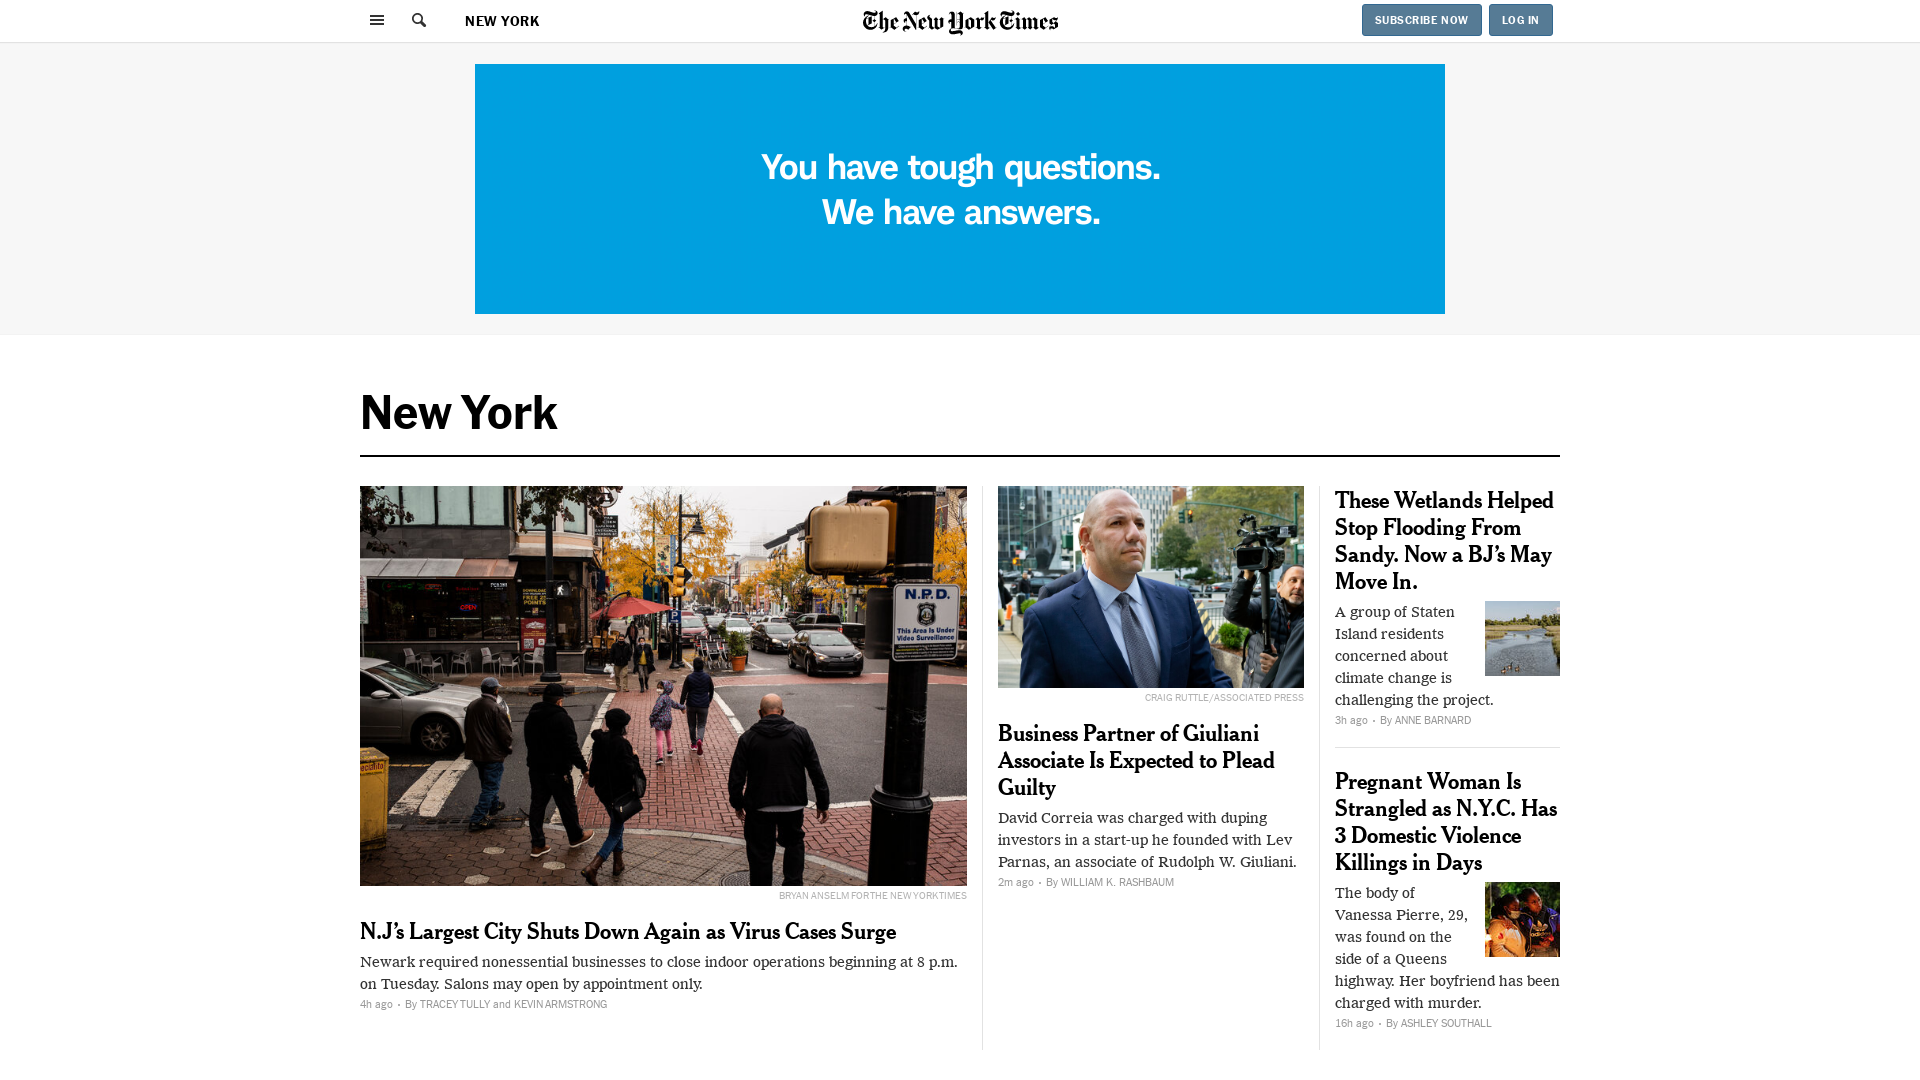 NEW YORK
The New York Times
SUBSCRIBE NOW
LOG IN
You have tough questions.
We have answers.
New York
N.P.D.
This Area Is Under
Video Surveillance
OPEN
BRYAN ANSELM FOR THE NEW YORK TIMES
N.J.’s Largest City Shuts Down Again as Virus Cases Surge
Newark required nonessential businesses to close indoor operations beginning at 8 p.m.
on Tuesday. Salons may open by appointment only.
4h ago • By TRACEY TULLY and KEVIN ARMSTRONG
CRAIG RUTTLE/ASSOCIATED PRESS
Business Partner of Giuliani
Associate Is Expected to Plead
Guilty
David Correia was charged with duping
investors in a start-up he founded with Lev
Parnas, an associate of Rudolph W. Giuliani.
2m ago • By WILLIAM K. RASHBAUM
These Wetlands Helped
Stop Flooding From
Sandy. Now a BJ’s May
Move In.
A group of Staten
Island residents
concerned about
climate change is
challenging the project.
3h ago • By ANNE BARNARD
Pregnant Woman Is
Strangled as N.Y.C. Has
3 Domestic Violence
Killings in Days
The body of
Vanessa Pierre, 29,
was found on the
side of a Queens
highway. Her boyfriend has been
charged with murder.
16h ago • By ASHLEY SOUTHALL